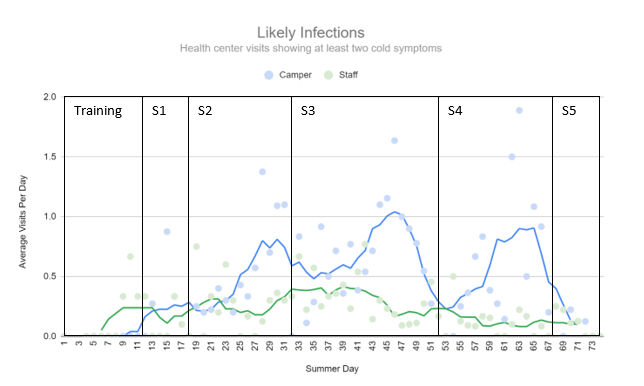 Likely Infections
Health center visits showing at least two cold symptoms
Camper Staff
Training S1 S2 S3 S4 S5
2.0
1.5
1.0
0.5
0.0
Average Visits Per Day
1 3 5 7 9 11 13 15 17 19 21 23 25 27 29 31 33 35 37 39 41 43 45 47 49 51 53 55 57 59 61 63 65 67 69 71 73
Summer Day